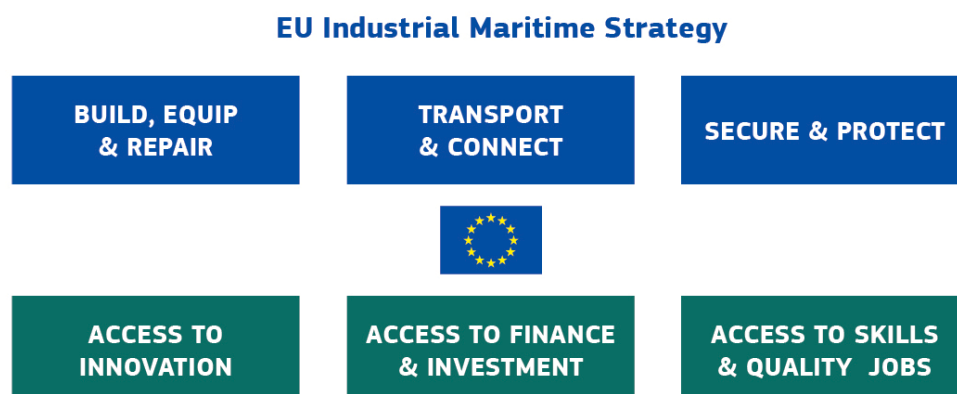 EU Industrial Maritime Strategy
BUILD, EQUIP
& REPAIR
TRANSPORT
& CONNECT
SECURE & PROTECT
ACCESS TO
INNOVATION
ACCESS TO FINANCE
& INVESTMENT
ACCESS TO SKILLS
& QUALITY JOBS